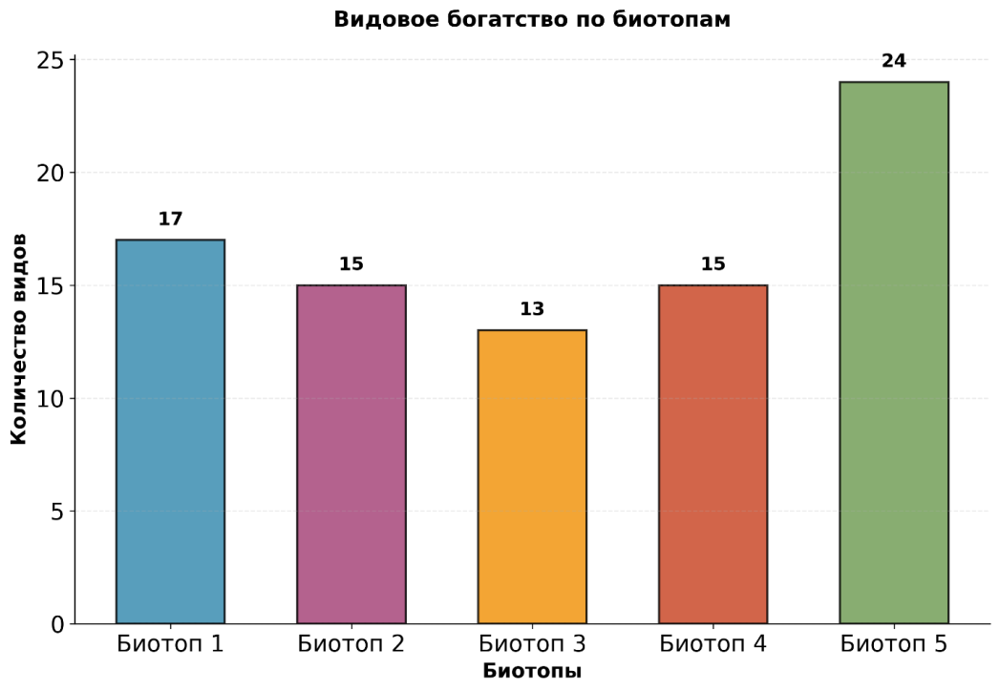 Видовое богатство по биотопам
Количество видов
25
20
15
10
5
0
17
15
13
15
24
Биотоп 1
Биотоп 2
Биотоп 3
Биотоп 4
Биотоп 5
Биотопы